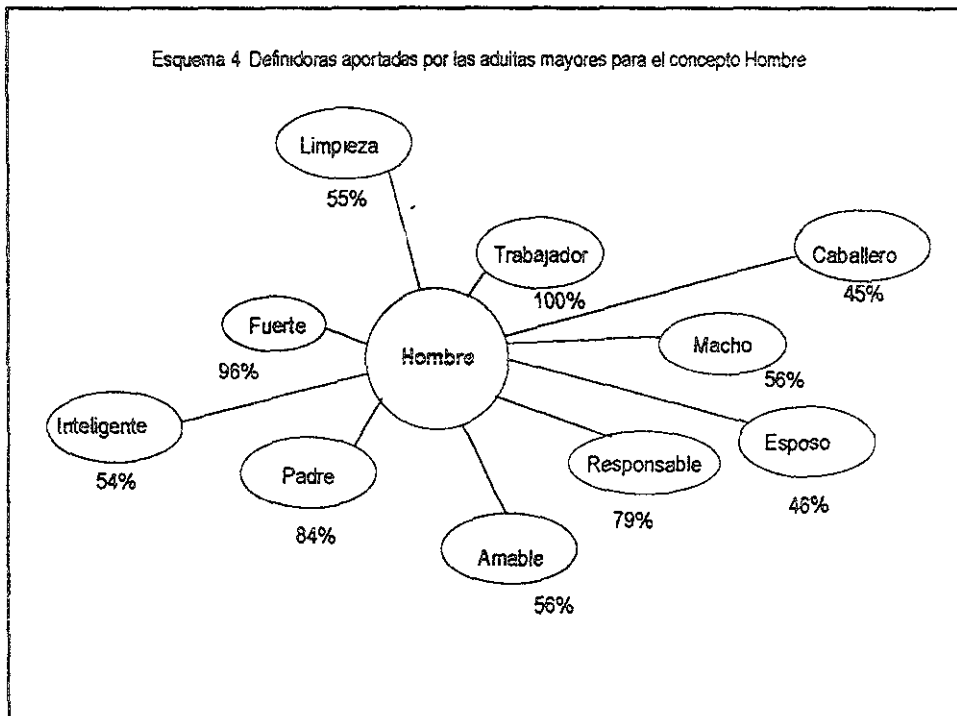 Esquema 4 Definidoras aportadas por las adultas mayores para el concepto Hombre
Limpieza
55%
Trabajador
100%
Caballero
45%
Fuerte
96%
Hombre
Macho
56%
Inteligente
54%
Padre
84%
Amable
56%
Responsable
79%
Esposo
46%